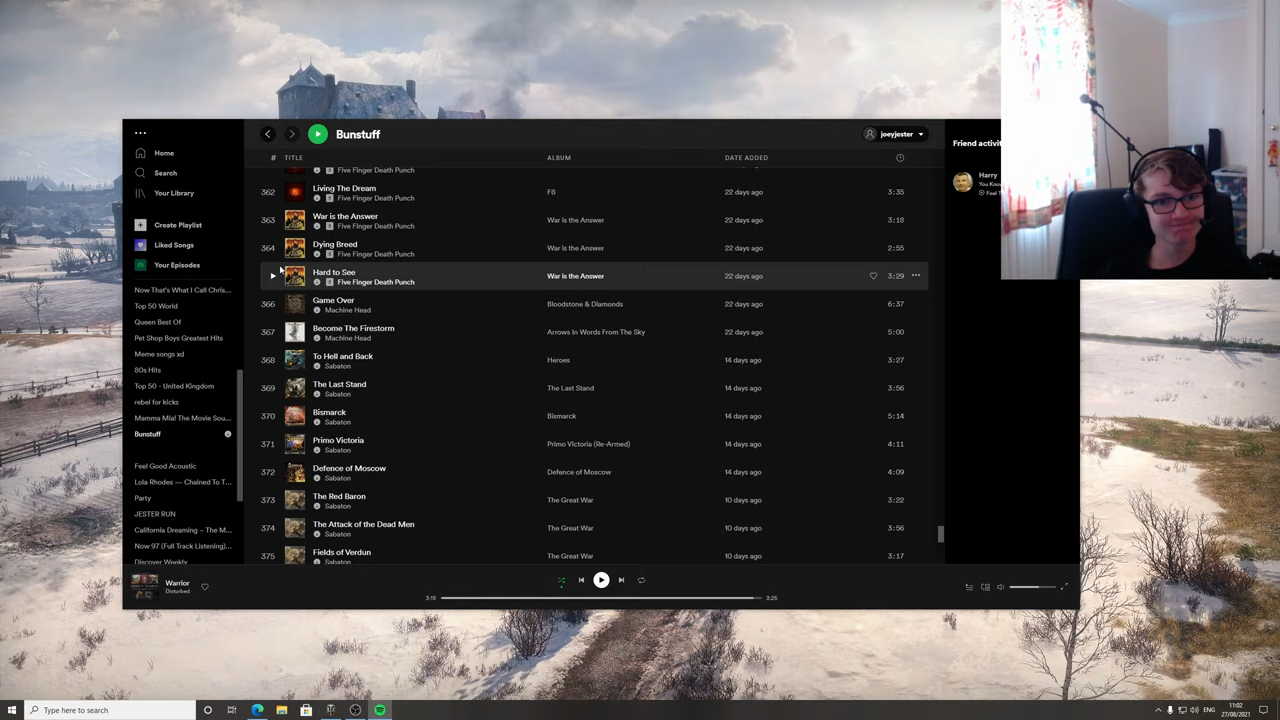 Bunstuff
joeyjester
Home
Search
Your Library
Create Playlist
Liked Songs
Your Episodes
Now That's What I Call Chris...
Top 50 World
Queen Best Of
Pet Shop Boys Greatest Hits
Meme songs xd
80s Hits
Top 50 - United Kingdom
rebel for kicks
Mamma Mia! The Movie Sou...
Bunstuff
Feel Good Acoustic
Lola Rhodes — Chained To T...
Party
JESTER RUN
California Dreaming – The M...
Now 97 (Full Track Listening)...
Discover Weekly
# TITLE ALBUM DATE ADDED
E Five Finger Death Punch
362 Living The Dream F8 22 days ago 3:35
E Five Finger Death Punch
363 War is the Answer War is the Answer 22 days ago 3:18
E Five Finger Death Punch
364 Dying Breed War is the Answer 22 days ago 2:55
E Five Finger Death Punch
Hard to See War is the Answer 22 days ago 3:29
E Five Finger Death Punch
366 Game Over Bloodstone & Diamonds 22 days ago 6:37
Machine Head
367 Become The Firestorm Arrows In Words From The Sky 22 days ago 5:00
Machine Head
368 To Hell and Back Heroes 14 days ago 3:27
Sabaton
369 The Last Stand The Last Stand 14 days ago 3:56
Sabaton
370 Bismarck Bismarck 14 days ago 5:14
Sabaton
371 Primo Victoria Primo Victoria (Re-Armed) 14 days ago 4:11
Sabaton
372 Defence of Moscow Defence of Moscow 14 days ago 4:09
Sabaton
373 The Red Baron The Great War 10 days ago 3:22
Sabaton
374 The Attack of the Dead Men The Great War 10 days ago 3:56
Sabaton
375 Fields of Verdun The Great War 10 days ago 3:17
Friend activi
Harry
You Kno
Feel T
Warrior
Disturbed
3:19 3:25
Type here to search
ENG
11:02
27/08/2021